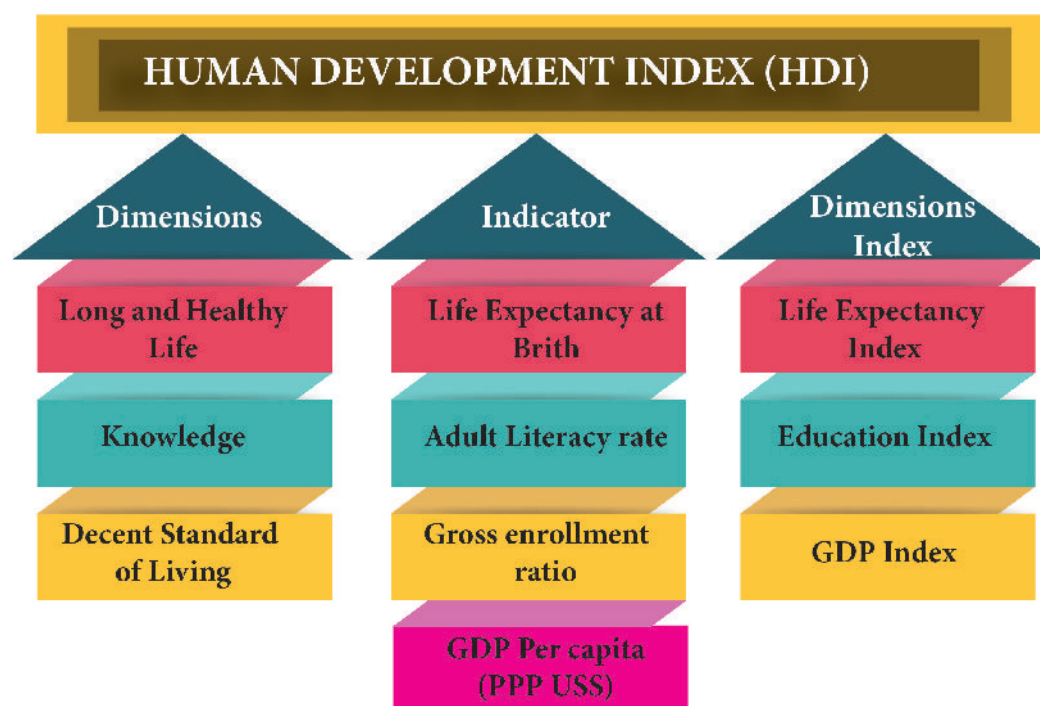 HUMAN DEVELOPMENT INDEX (HDI)
Dimensions
Long and Healthy
Life
Knowledge
Decent Standard
of Living
Indicator
Life Expectancy at
Brith
Adult Literacy rate
Gross enrollment
ratio
GDP Per capita
(PPP USS)
Dimensions
Index
Life Expectancy
Index
Education Index
GDP Index